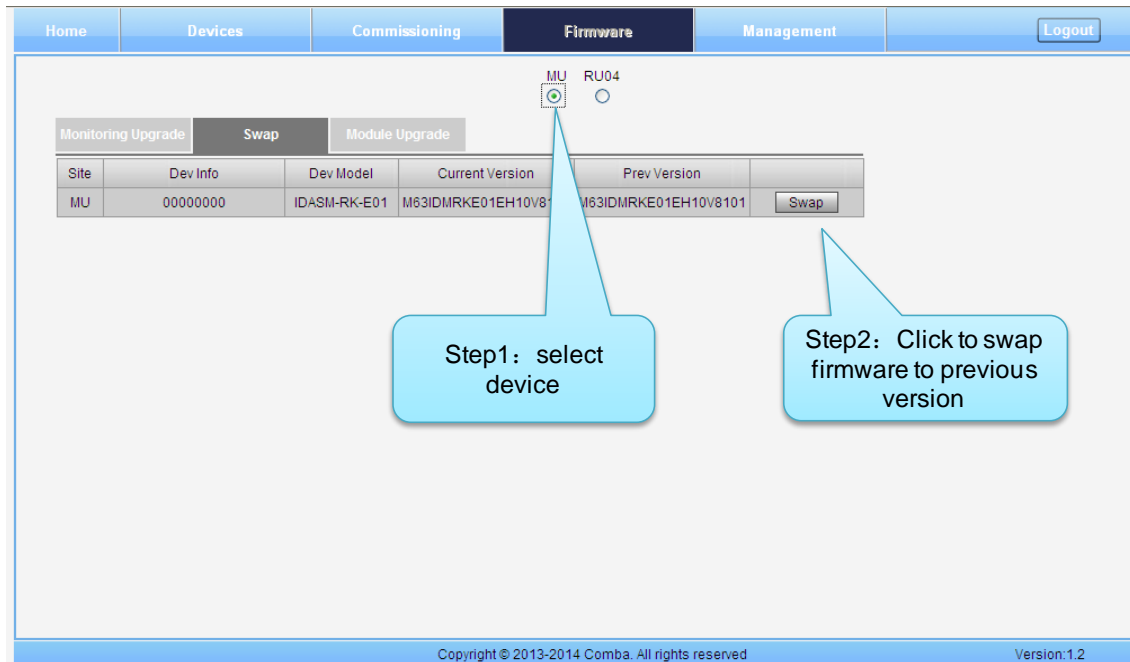 Home Devices Commissioning Firmware Management Logout
MU RU04
Monitoring Upgrade Swap Module Upgrade
Site Dev Info Dev Model Current Version Prev Version
MU 00000000 IDASM-RK-E01 M63IDMRKE01EH10V81 M63IDMRKE01EH10V8101 Swap
Step1：select
device
Step2：Click to swap
firmware to previous
version
Copyright © 2013-2014 Comba. All rights reserved Version:1.2